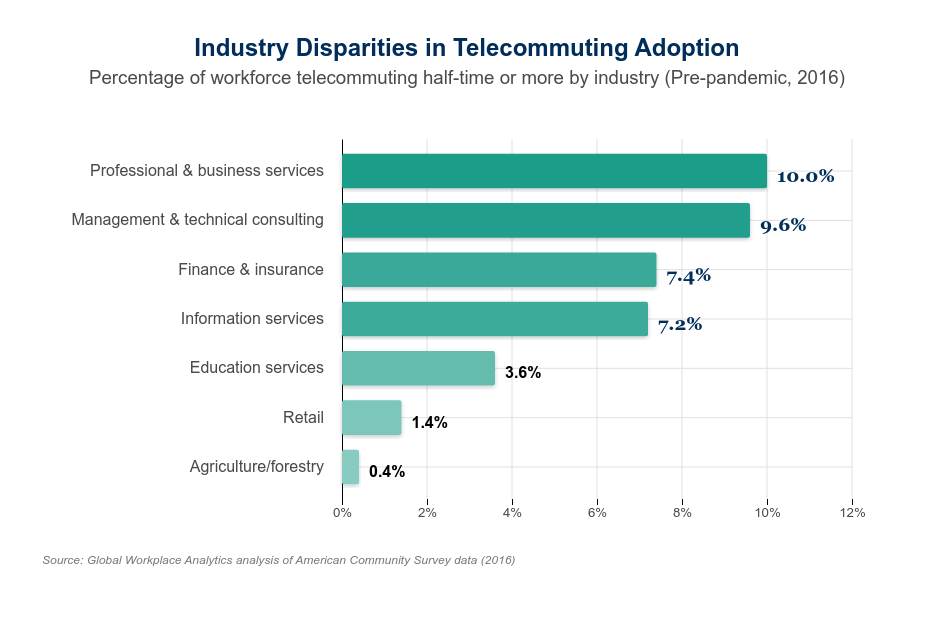 Industry Disparities in Telecommuting Adoption
Percentage of workforce telecommuting half-time or more by industry (Pre-pandemic, 2016)
Professional & business services 10.0%
Management & technical consulting 9.6%
Finance & insurance 7.4%
Information services 7.2%
Education services 3.6%
Retail 1.4%
Agriculture/forestry 0.4%
0% 2% 4% 6% 8% 10% 12%
Source: Global Workplace Analytics analysis of American Community Survey data (2016)